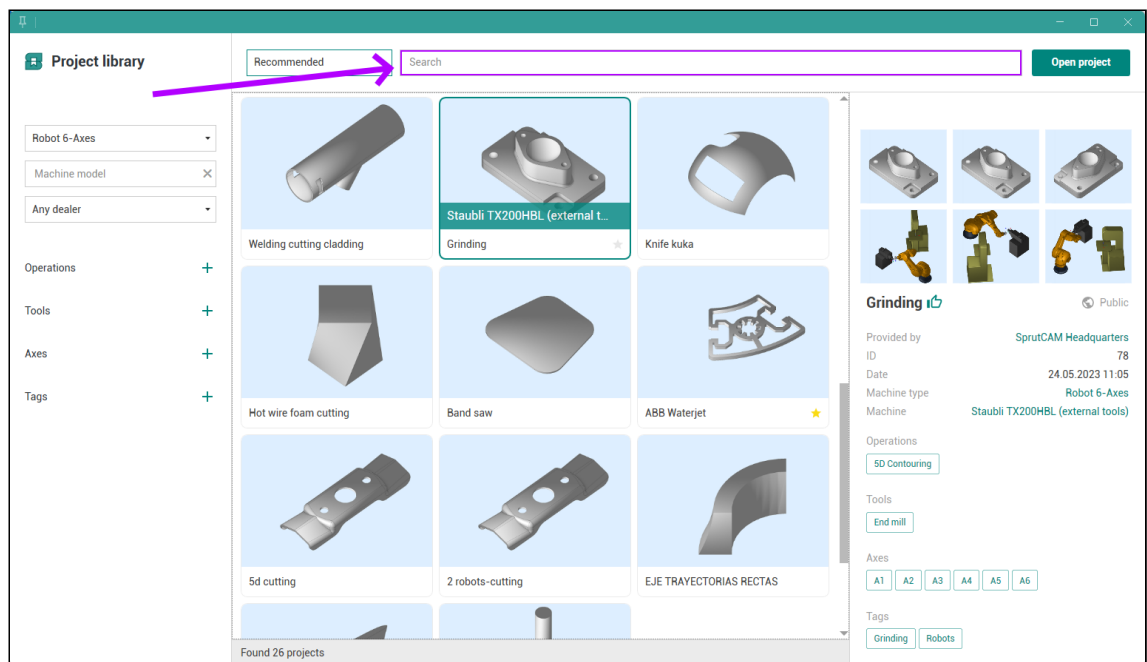 Project library
Recommended
Search
Open project
Robot 6-Axes
Machine model
Any dealer
Operations
Tools
Axes
Tags
Welding cutting cladding
Staubli TX200HBL (external t...
Grinding
Knife kuka
Hot wire foam cutting
Band saw
ABB Waterjet
5d cutting
2 robots-cutting
EJE TRAYECTORIAS RECTAS
Found 26 projects
Grinding
Public
Provided by SprutCAM Headquarters
ID 78
Date 24.05.2023 11:05
Machine type Robot 6-Axes
Machine Staubli TX200HBL (external tools)
Operations
5D Contouring
Tools
End mill
Axes
A1 A2 A3 A4 A5 A6
Tags
Grinding Robots